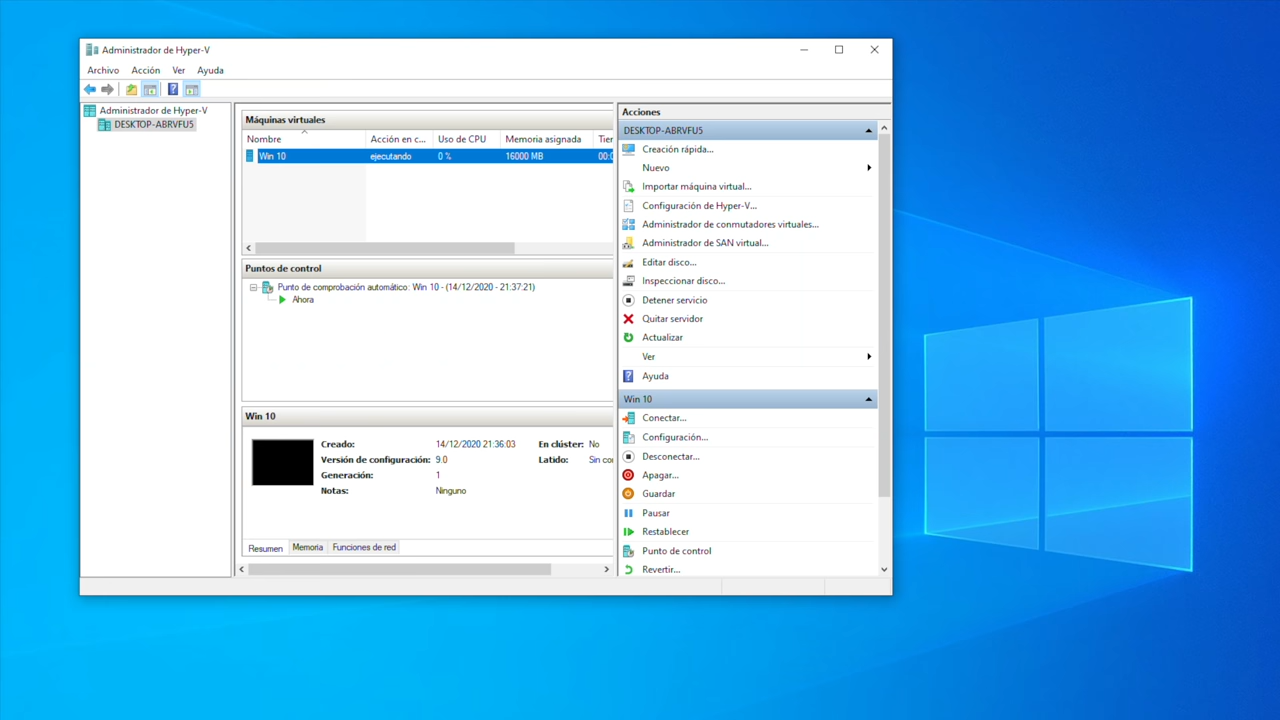 Administrador de Hyper-V
Archivo Acción Ver Ayuda
Administrador de Hyper-V
DESKTOP-ABRVFU5
Máquinas virtuales
Nombre Acción en c... Uso de CPU Memoria asignada Tier
Win 10 ejecutando 0 % 16000 MB 00:0
Puntos de control
Punto de comprobación automático: Win 10 - (14/12/2020 - 21:37:21)
Ahora
Win 10
Creado: 14/12/2020 21:36:03 En clúster: No
Versión de configuración: 9.0 Latido: Sin cor
Generación: 1
Notas: Ninguno
Resumen Memoria Funciones de red
Acciones
DESKTOP-ABRVFU5
Creación rápida...
Nuevo
Importar máquina virtual...
Configuración de Hyper-V...
Administrador de conmutadores virtuales...
Administrador de SAN virtual...
Editar disco...
Inspeccionar disco...
Detener servicio
Quitar servidor
Actualizar
Ver
Ayuda
Win 10
Conectar...
Configuración...
Desconectar...
Apagar...
Guardar
Pausar
Restablecer
Punto de control
Revertir...